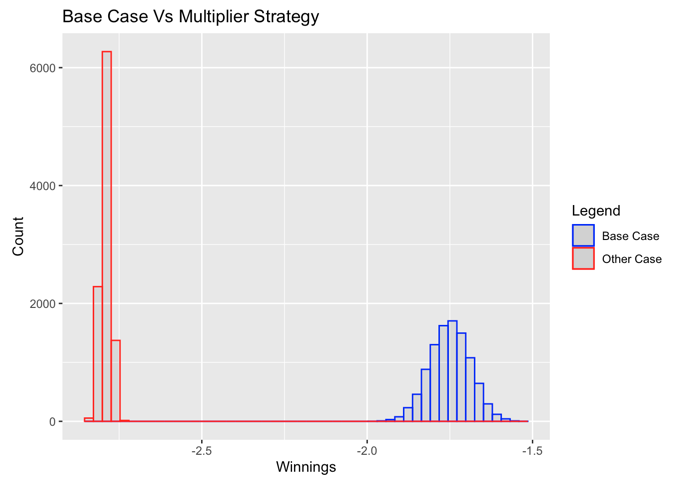 Base Case Vs Multiplier Strategy
6000
4000
2000
0
Count
-2.5
-2.0
-1.5
Winnings
Legend
Base Case
Other Case